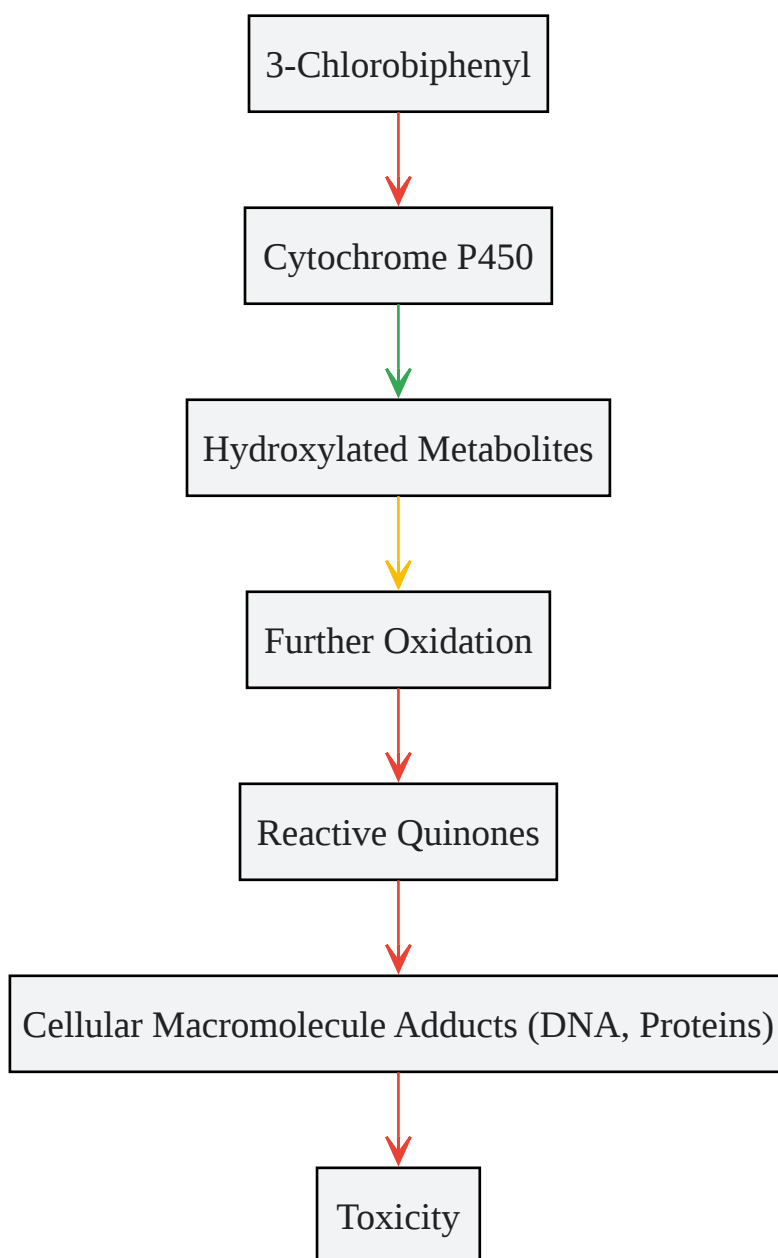 3-Chlorobiphenyl
Cytochrome P450
Hydroxylated Metabolites
Further Oxidation
Reactive Quinones
Cellular Macromolecule Adducts (DNA, Proteins)
Toxicity